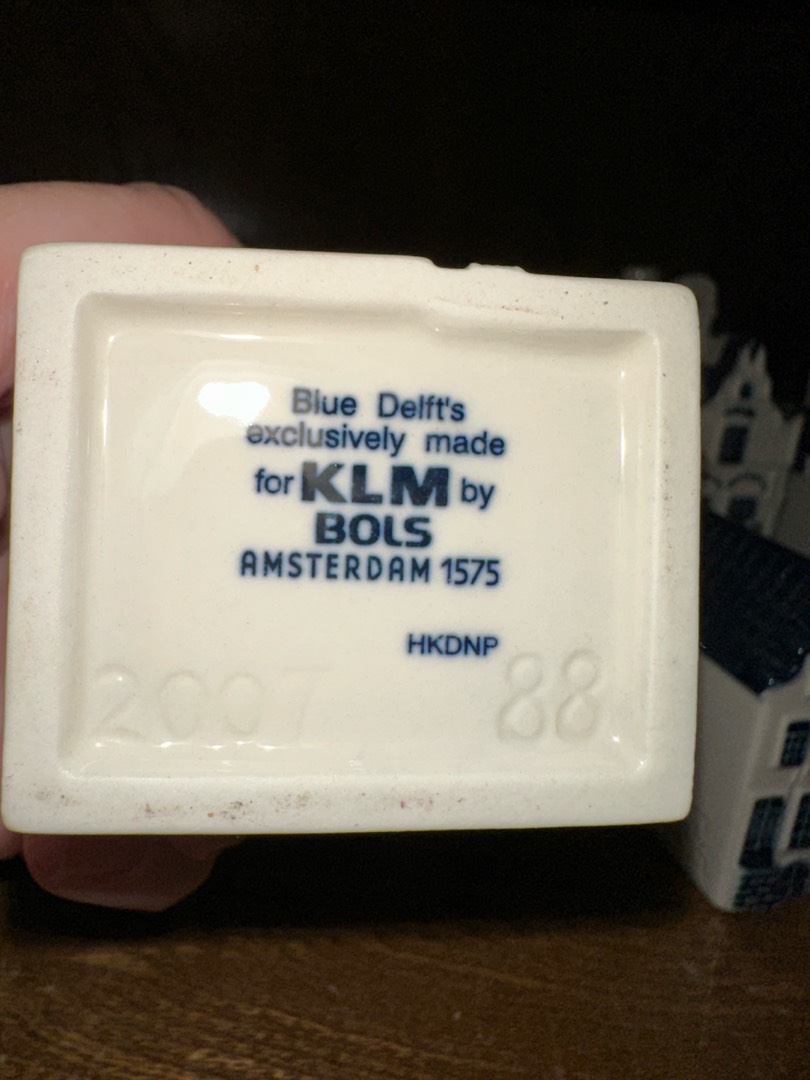 Blue Delft's
exclusively made
for KLM by
BOLS
AMSTERDAM 1575
HKDNP
2007 88